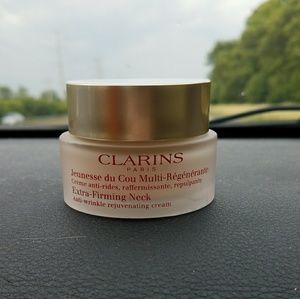 CLARINS
PARIS
Jeunesse du Cou Multi-Régénérante
Crème anti-rides, raffermissante, repulpante
Extra-Firming Neck
Anti-wrinkle rejuvenating cream